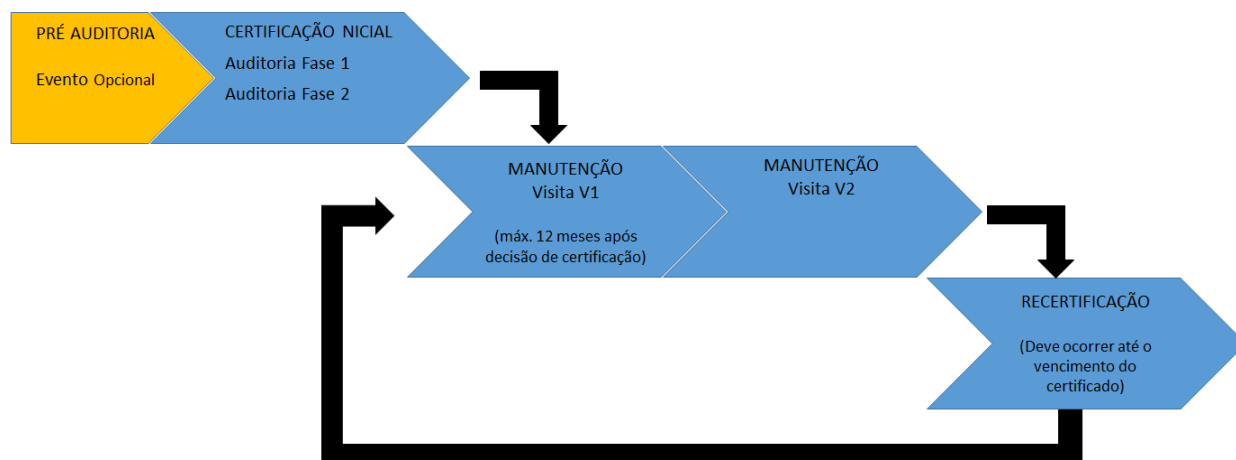 PRÉ AUDITORIA
Evento Opcional
CERTIFICAÇÃO NICIAL
Auditoria Fase 1
Auditoria Fase 2
MANUTENÇÃO
Visita V1
(máx. 12 meses após
decisão de certificação)
MANUTENÇÃO
Visita V2
RECERTIFICAÇÃO
(Deve ocorrer até o
vencimento do
certificado)